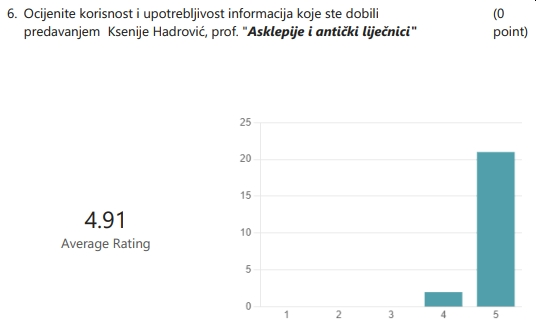 6. Ocijenite korisnost i upotrebljivost informacija koje ste dobili (0
predavanjem Ksenije Hadrović, prof. "Asklepije i antički liječnici" point)
25
20
15
10
5
0
4.91
Average Rating
1 2 3 4 5